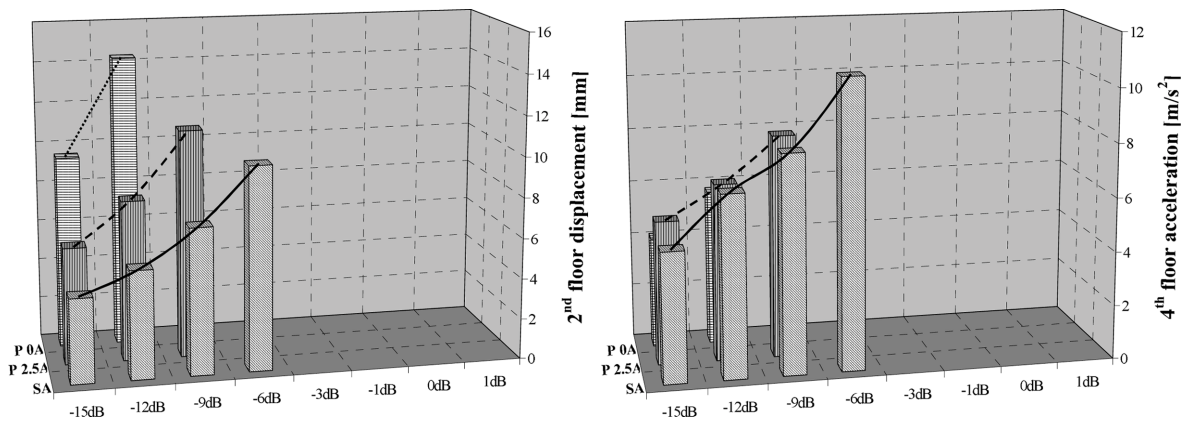 16
14
12
10
8
6
4
2
0
2nd floor displacement [mm]
P 0A
P 2.5A
SA
-15dB
-12dB
-9dB
-6dB
-3dB
-1dB
0dB
1dB
12
10
8
6
4
2
0
4th floor acceleration [m/s2]
P 0A
P 2.5A
SA
-15dB
-12dB
-9dB
-6dB
-3dB
-1dB
0dB
1dB